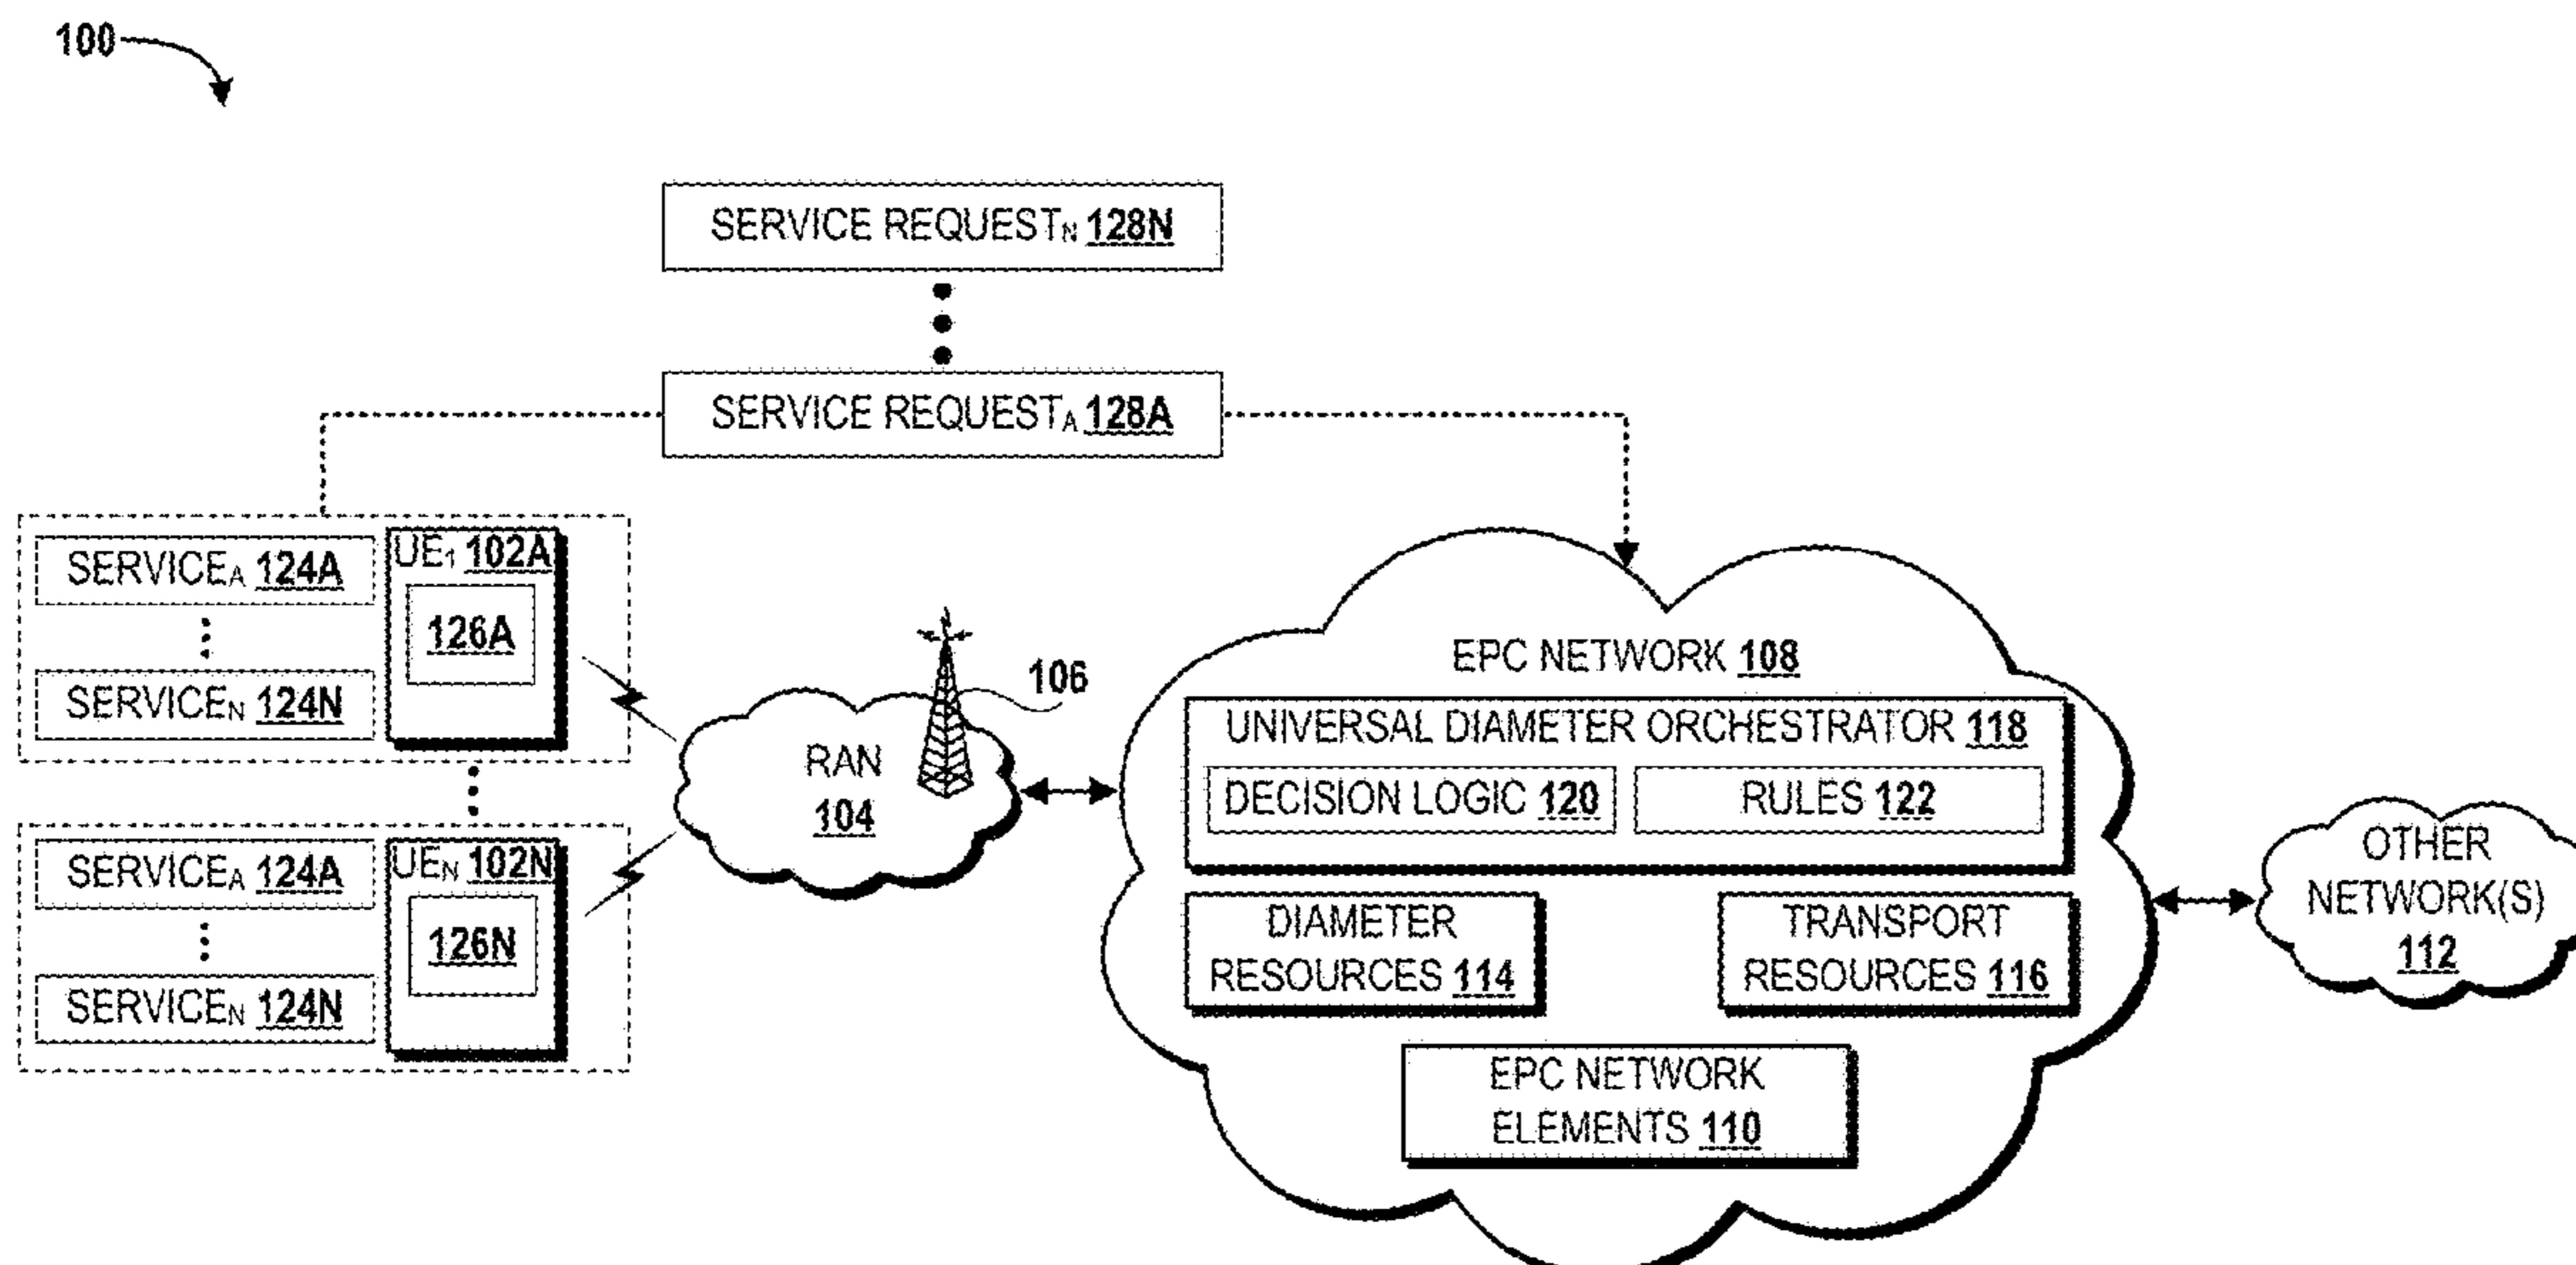 100
SERVICE REQUESTN 128N
SERVICE REQUESTA 128A
SERVICEA 124A
SERVICEN 124N
UE1 102A
126A
SERVICEA 124A
SERVICEN 124N
UEN 102N
126N
RAN
104
106
EPC NETWORK 108
UNIVERSAL DIAMETER ORCHESTRATOR 118
DECISION LOGIC 120
RULES 122
DIAMETER
RESOURCES 114
TRANSPORT
RESOURCES 116
EPC NETWORK
ELEMENTS 110
OTHER
NETWORK(S)
112